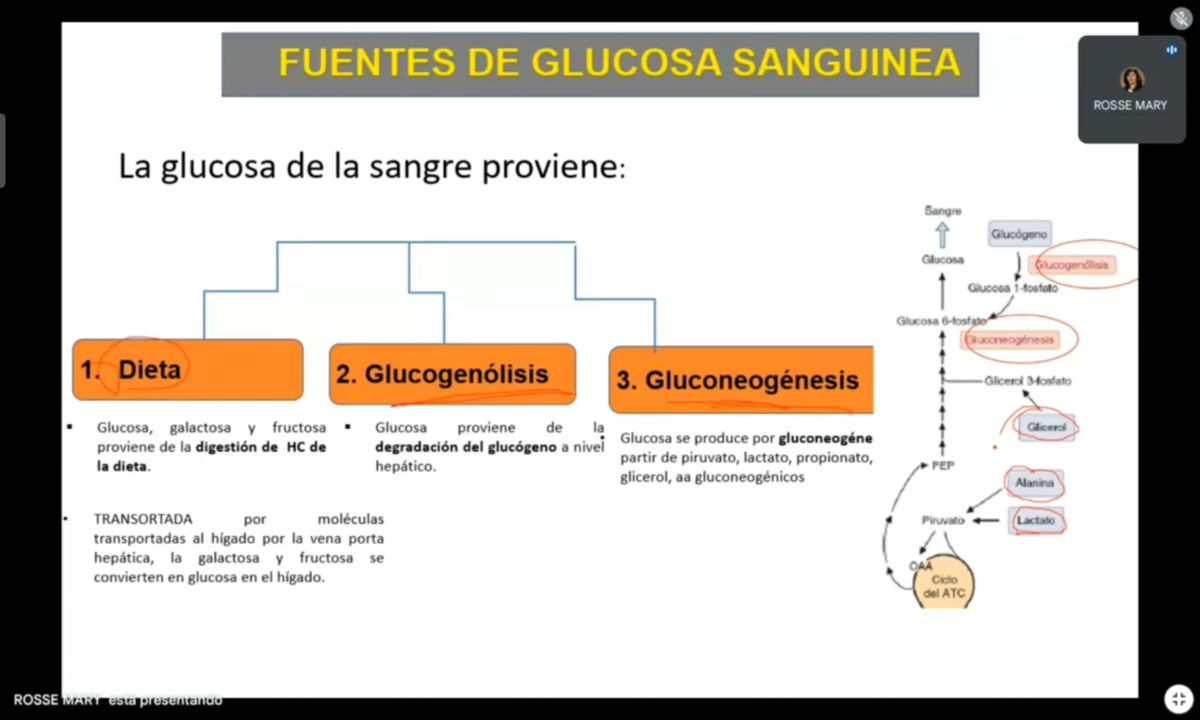 FUENTES DE GLUCOSA SANGUINEA
ROSSE MARY
La glucosa de la sangre proviene:
1. Dieta
2. Glucogenólisis
3. Gluconeogénesis
Glucosa, galactosa y fructosa
proviene de la digestión de HC de
la dieta.
TRANSORTADA por moléculas
transportadas al hígado por la vena porta
hepática, la galactosa y fructosa se
convierten en glucosa en el hígado.
Glucosa proviene de la
degradación del glucógeno a nivel
hepático.
Glucosa se produce por gluconeogéne
partir de piruvato, lactato, propionato,
glicerol, aa gluconeogénicos
Sangre
Glucógeno
Glucosa
Glucogenólisis
Glucosa 1-fosfato
Glucosa 6-fosfato
Gluconeogénesis
Glicerol 3-fosfato
Glicerol
PEP
Alanina
Piruvato
Lactato
OAA
Ciclo
del ATC
ROSSE MARY está presentando